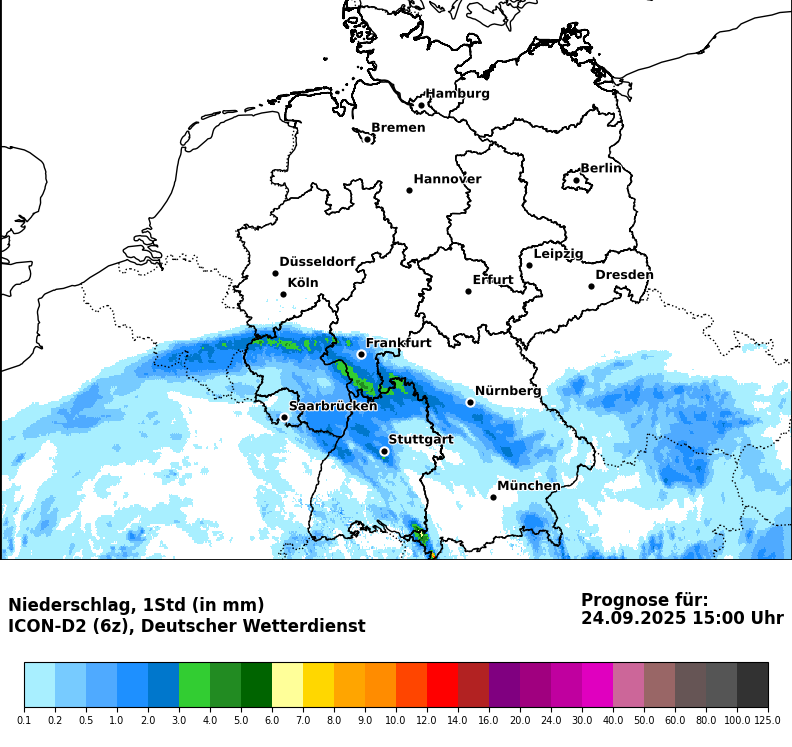 Hamburg
Bremen
Berlin
Hannover
Leipzig
Düsseldorf
Dresden
Köln
Erfurt
Frankfurt
Nürnberg
Saarbrücken
Stuttgart
München
Niederschlag, 1Std (in mm)
ICON-D2 (6z), Deutscher Wetterdienst
Prognose für:
24.09.2025 15:00 Uhr
0.1 0.2 0.5 1.0 2.0 3.0 4.0 5.0 6.0 7.0 8.0 9.0 10.0 12.0 14.0 16.0 20.0 24.0 30.0 40.0 50.0 60.0 80.0 100.0 125.0